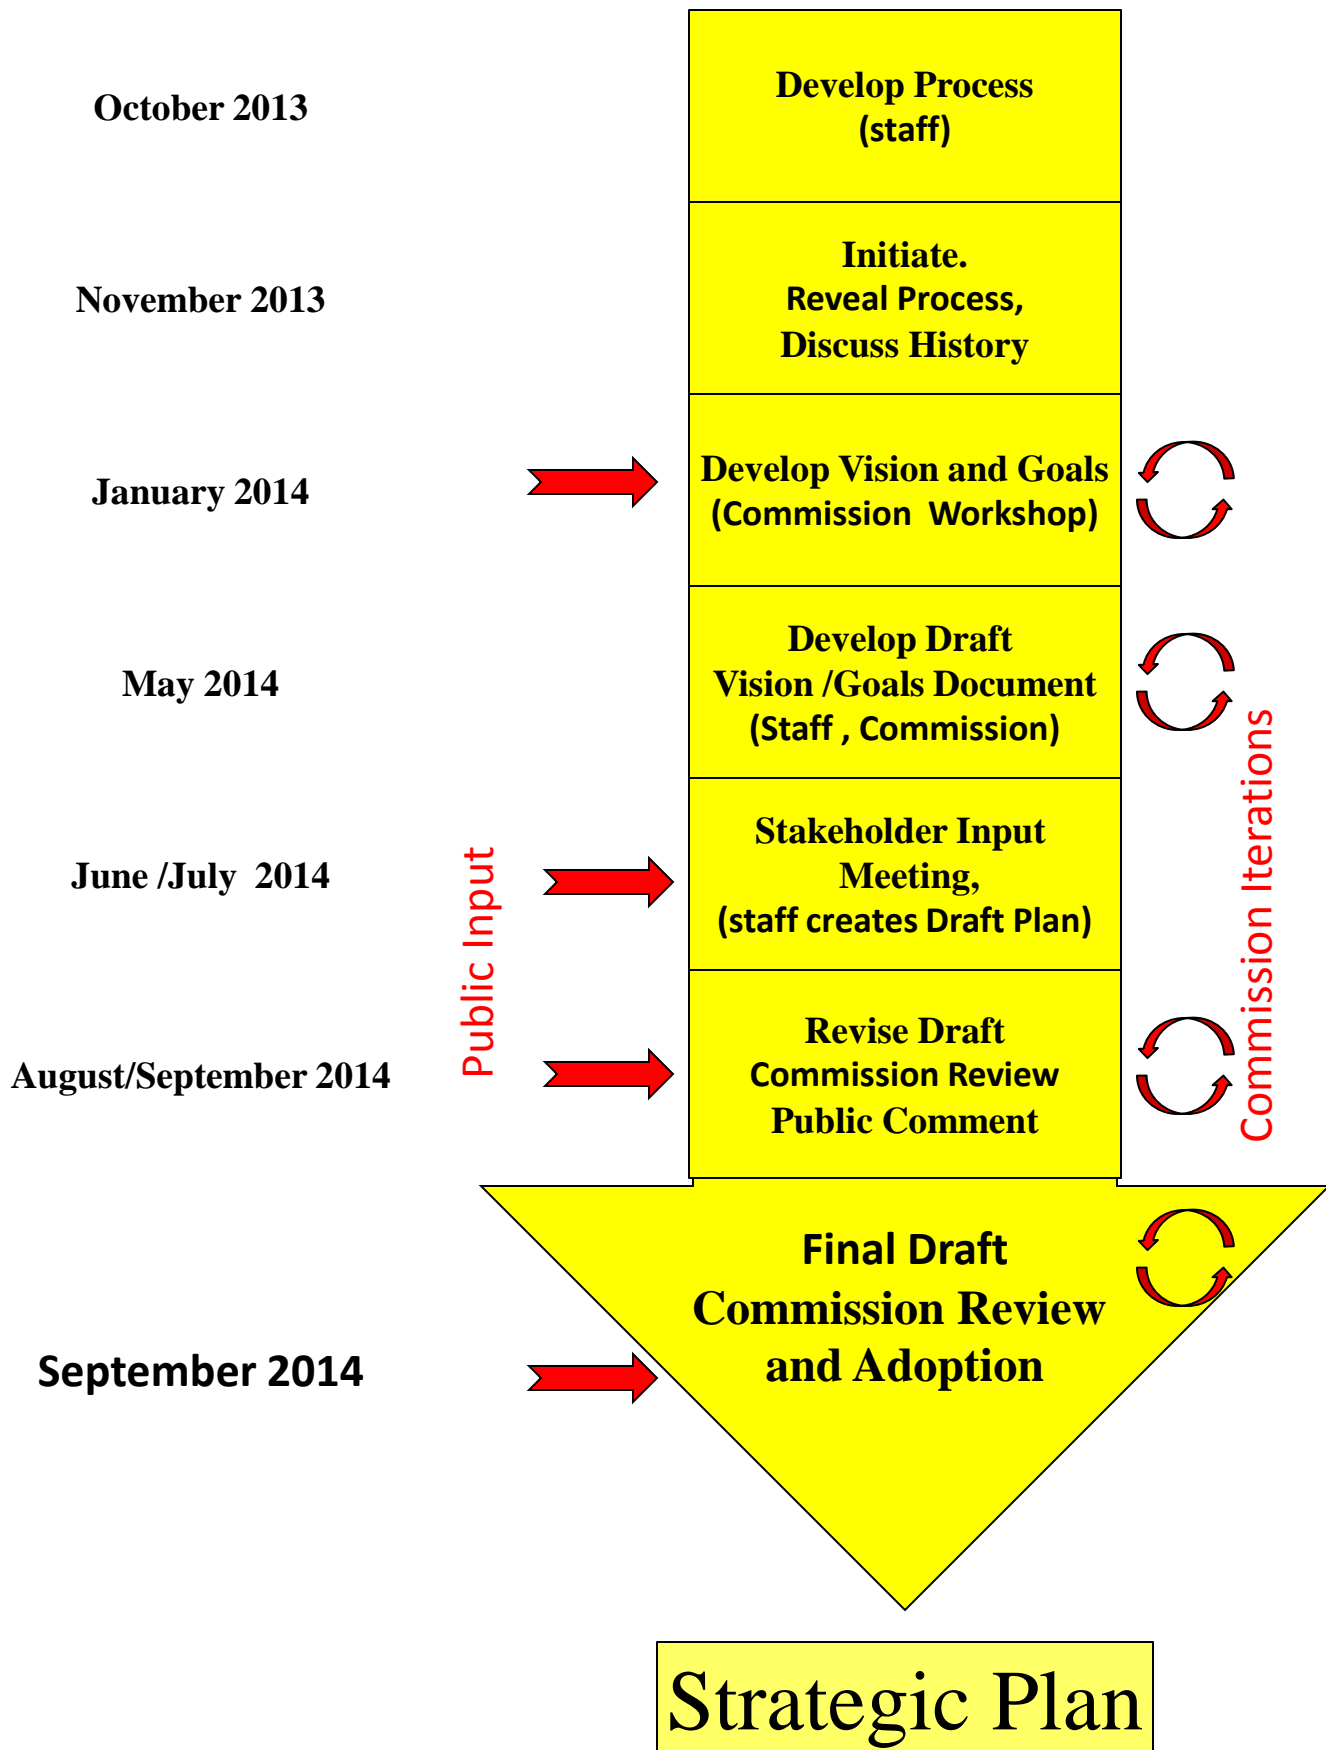 October 2013
Develop Process
(staff)
November 2013
Initiate.
Reveal Process,
Discuss History
January 2014
Develop Vision and Goals
(Commission  Workshop)
May 2014
Develop Draft
Vision /Goals Document
(Staff , Commission)
June /July  2014
Stakeholder Input
Meeting,
(staff creates Draft Plan)
Public Input
Commission Iterations
August/September 2014
Revise Draft
Commission Review
Public Comment
September 2014
Final Draft
Commission Review
and Adoption
Strategic Plan